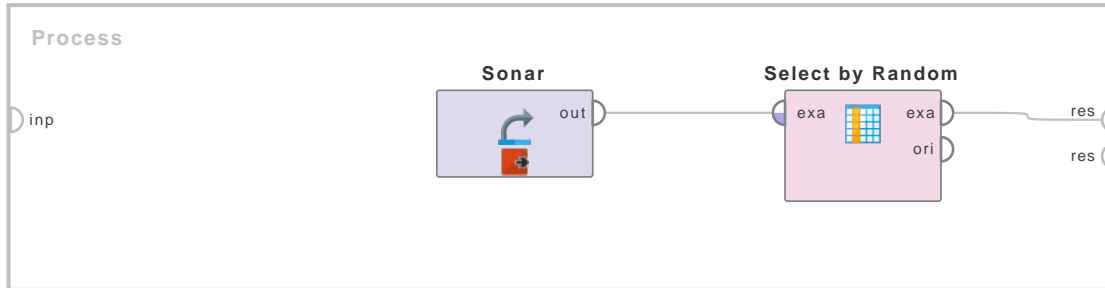 Process
Sonar
Select by Random
inp
out
exa
exa
res
ori
res